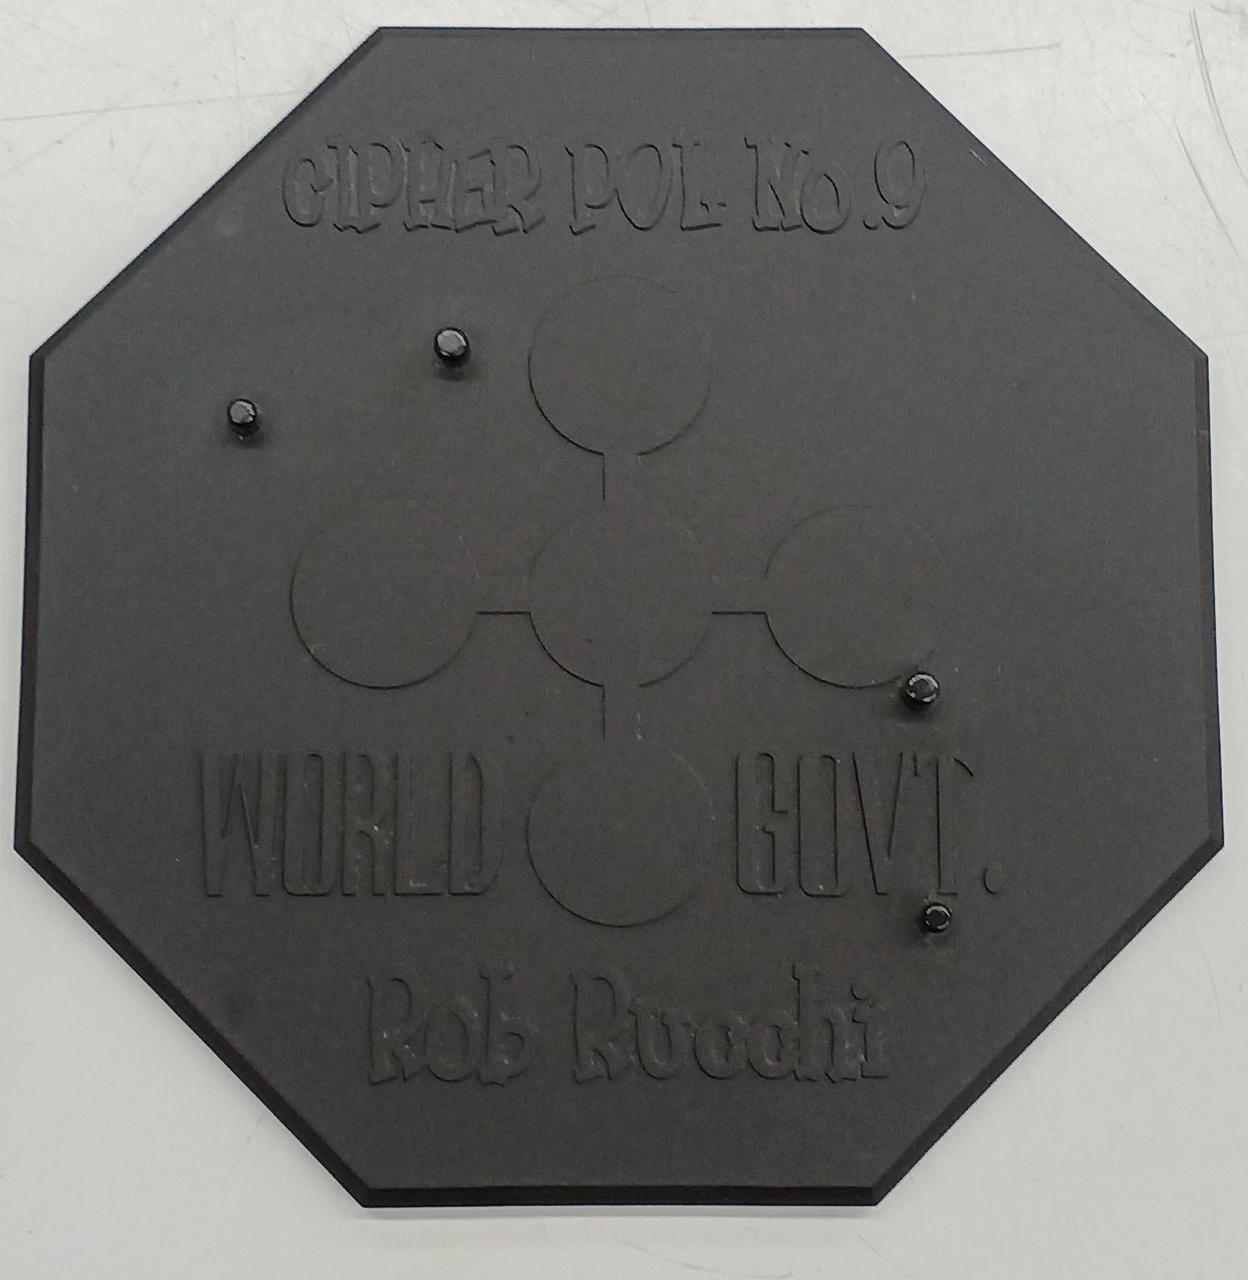 CIPHER POL No.9
WORLD GOVT.
Rob Rucchi